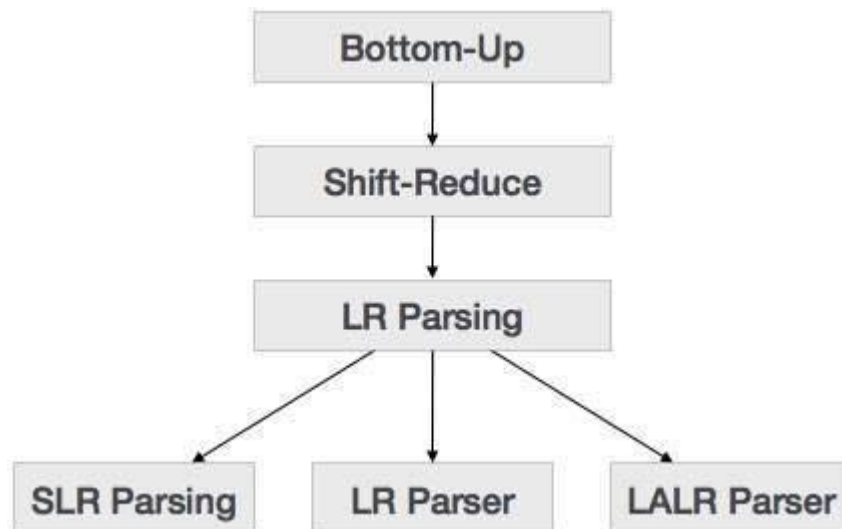 Bottom-Up
Shift-Reduce
LR Parsing
SLR Parsing
LR Parser
LALR Parser